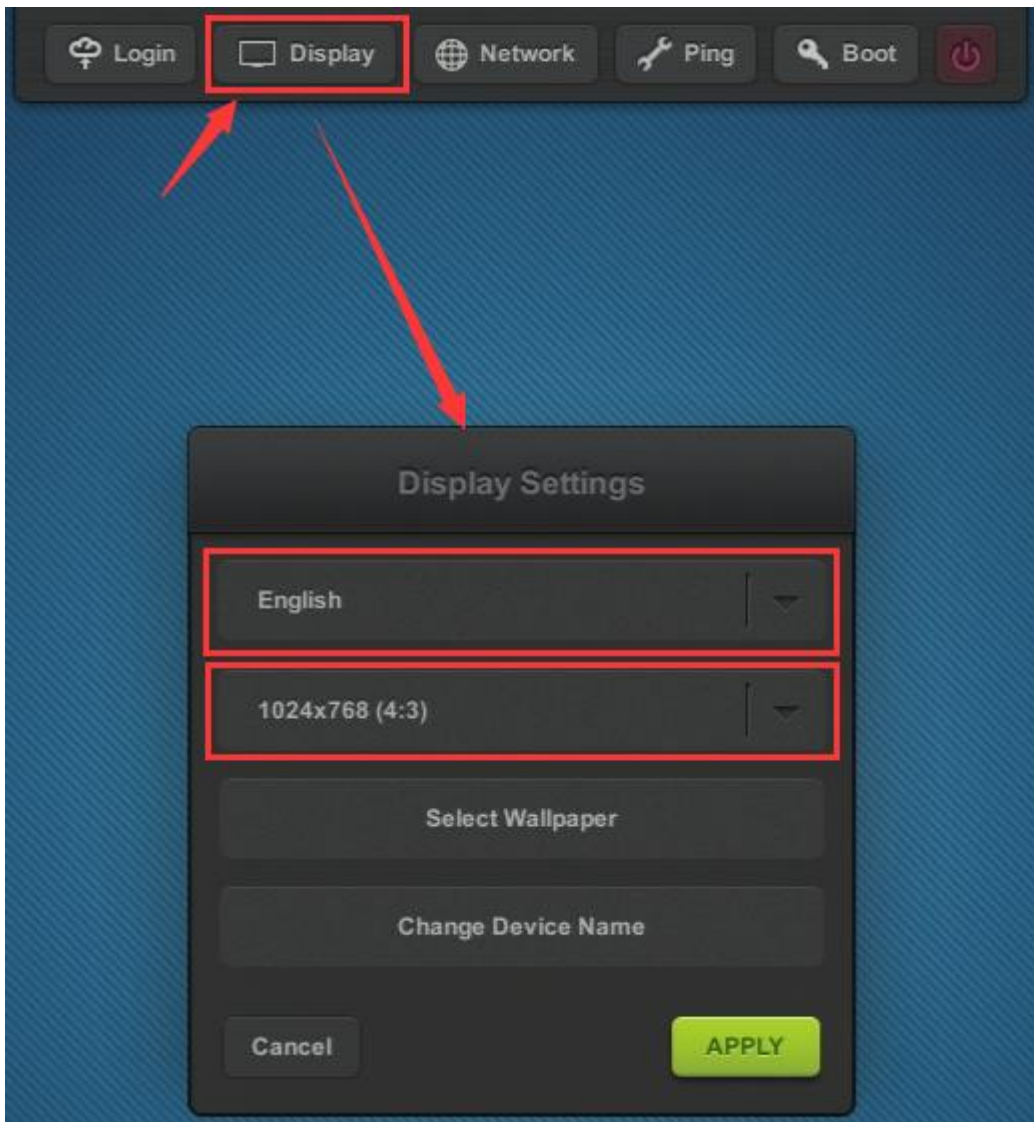 Login Display Network Ping Boot
Display Settings
English
1024x768 (4:3)
Select Wallpaper
Change Device Name
Cancel APPLY